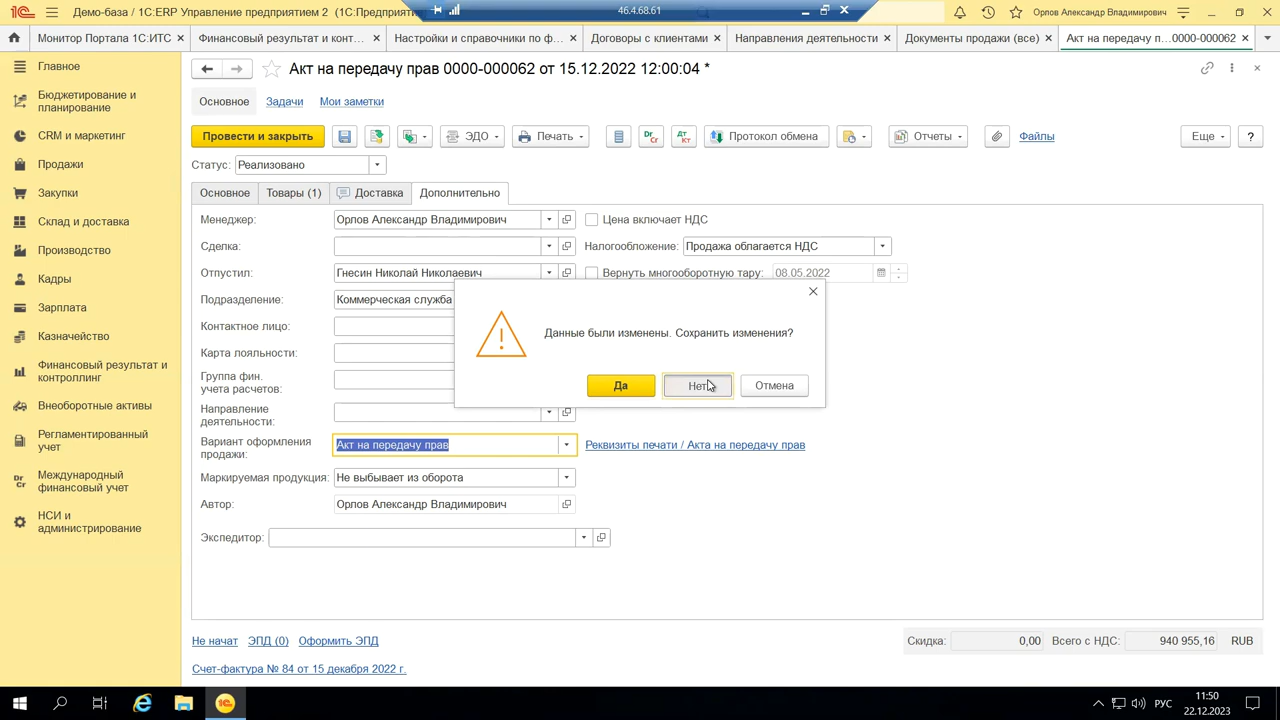 Демо-база / 1С:ERP Управление предприятием 2 (1С:Предприят
46.4.68.61
Орлов Александр Владимирович
Монитор Портала 1С:ИТС
Финансовый результат и конт...
Настройки и справочники по ф...
Договоры с клиентами
Направления деятельности
Документы продажи (все)
Акт на передачу п...0000-000062
Главное
Бюджетирование и
планирование
CRM и маркетинг
Продажи
Закупки
Склад и доставка
Производство
Кадры
Зарплата
Казначейство
Финансовый результат и
контроллинг
Внеоборотные активы
Регламентированный
учет
Международный
финансовый учет
НСИ и
администрирование
Акт на передачу прав 0000-000062 от 15.12.2022 12:00:04 *
Основное
Задачи
Мои заметки
Провести и закрыть
ЭДО
Печать
Dr
Cr
Дт
Кт
Протокол обмена
Отчеты
Файлы
Еще
?
Статус: Реализовано
Основное
Товары (1)
Доставка
Дополнительно
Менеджер: Орлов Александр Владимирович
Цена включает НДС
Сделка:
Налогообложение: Продажа облагается НДС
Отпустил: Гнесин Николай Николаевич
Вернуть многооборотную тару: 08.05.2022
Подразделение: Коммерческая служба
Контактное лицо:
Карта лояльности:
Группа фин.
учета расчетов:
Направление
деятельности:
Вариант оформления
продажи:
Акт на передачу прав
Реквизиты печати / Акта на передачу прав
Маркируемая продукция: Не выбывает из оборота
Автор: Орлов Александр Владимирович
Экспедитор:
Данные были изменены. Сохранить изменения?
Да
Нет
Отмена
Не начат
ЭПД (0)
Оформить ЭПД
Скидка: 0,00
Всего с НДС: 940 955,16 RUB
Счет-фактура № 84 от 15 декабря 2022 г.
РУС
11:50
22.12.2023